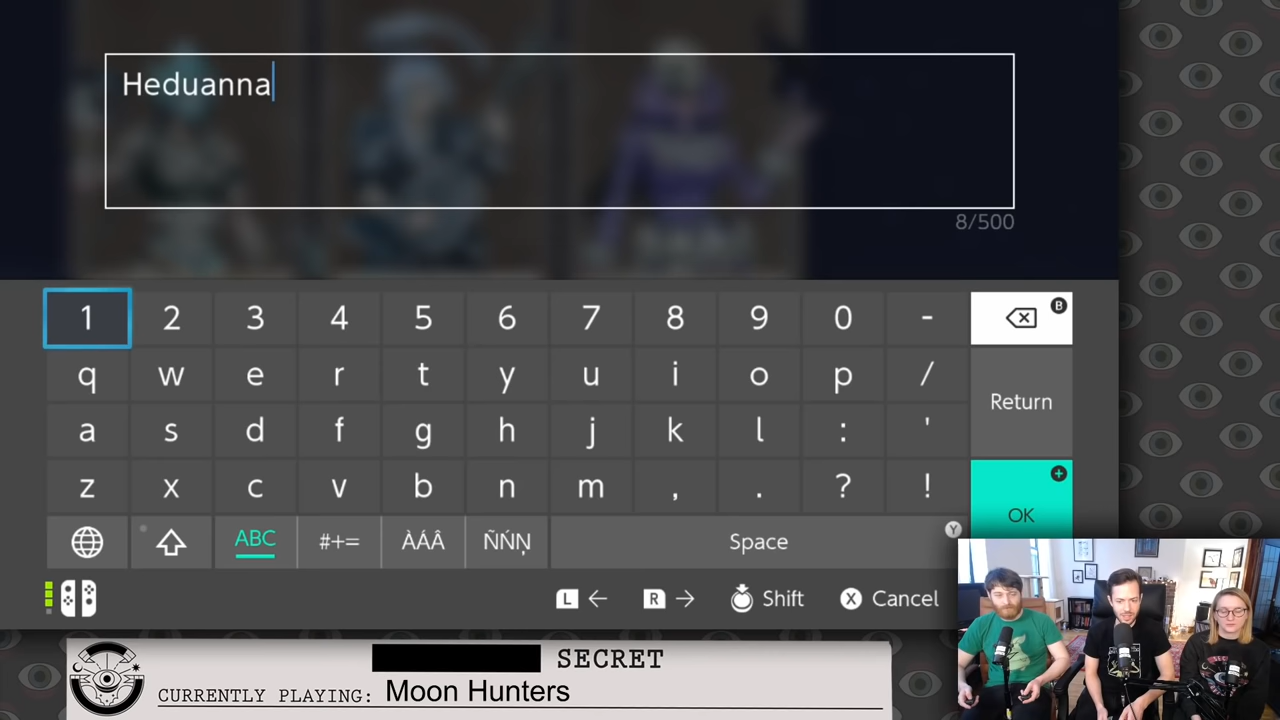 Heduanna
8/500
1 2 3 4 5 6 7 8 9 0 - B
q w e r t y u i o p / Return
a s d f g h j k l : '
z x c v b n m , . ? ! OK
ABC #+= ÀÁÂ ÑŃŅ Space Y
L ← R → Shift X Cancel
SECRET
CURRENTLY PLAYING: Moon Hunters